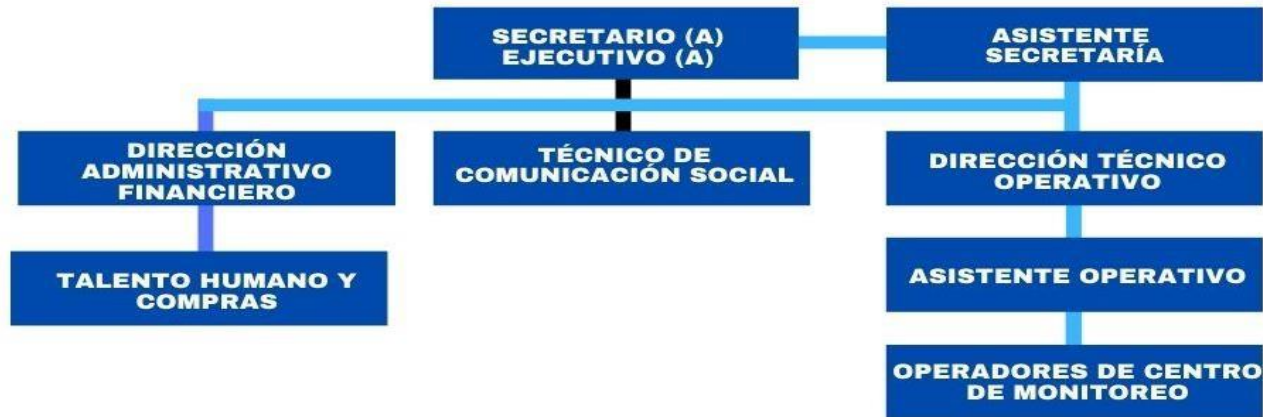 SECRETARIO (A)
EJECUTIVO (A)
ASISTENTE
SECRETARÍA
DIRECCIÓN
ADMINISTRATIVO
FINANCIERO
TÉCNICO DE
COMUNICACIÓN SOCIAL
DIRECCIÓN TÉCNICO
OPERATIVO
TALENTO HUMANO Y
COMPRAS
ASISTENTE OPERATIVO
OPERADORES DE CENTRO
DE MONITOREO